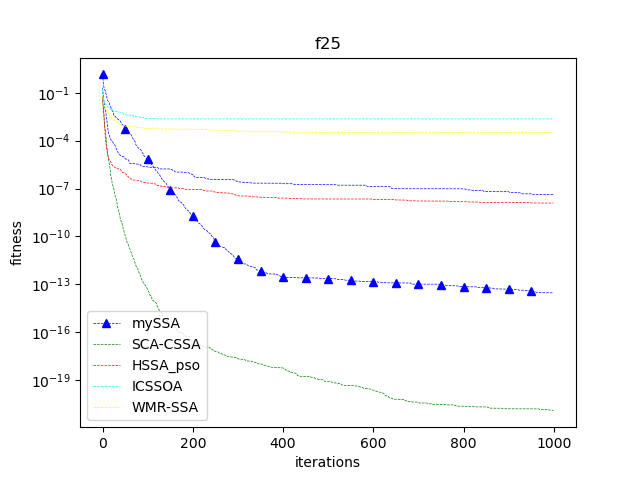 f25
fitness
10⁻¹
10⁻⁴
10⁻⁷
10⁻¹⁰
10⁻¹³
10⁻¹⁶
10⁻¹⁹
mySSA
SCA-CSSA
HSSA_pso
ICSSOA
WMR-SSA
0 200 400 600 800 1000
iterations